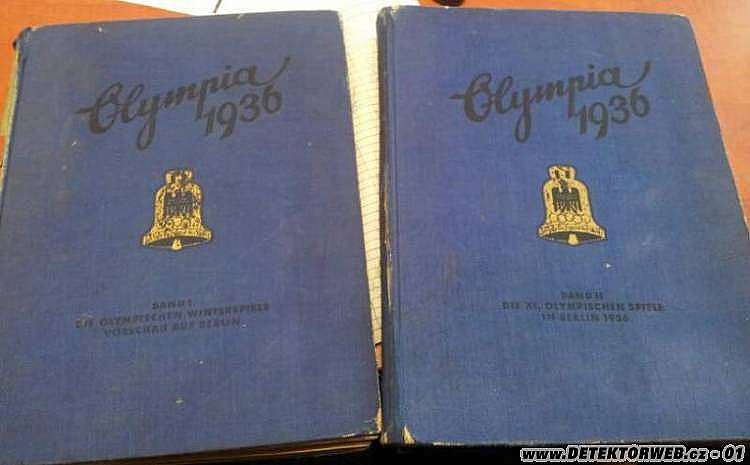 Olympia
1936
BAND I
DIE OLYMPISCHEN WINTERSPIELE
VORSCHAU AUF BERLIN
Olympia
1936
BAND II
DIE XI. OLYMPISCHEN SPIELE
IN BERLIN 1936
www.DETEKTORWEB.cz - 01